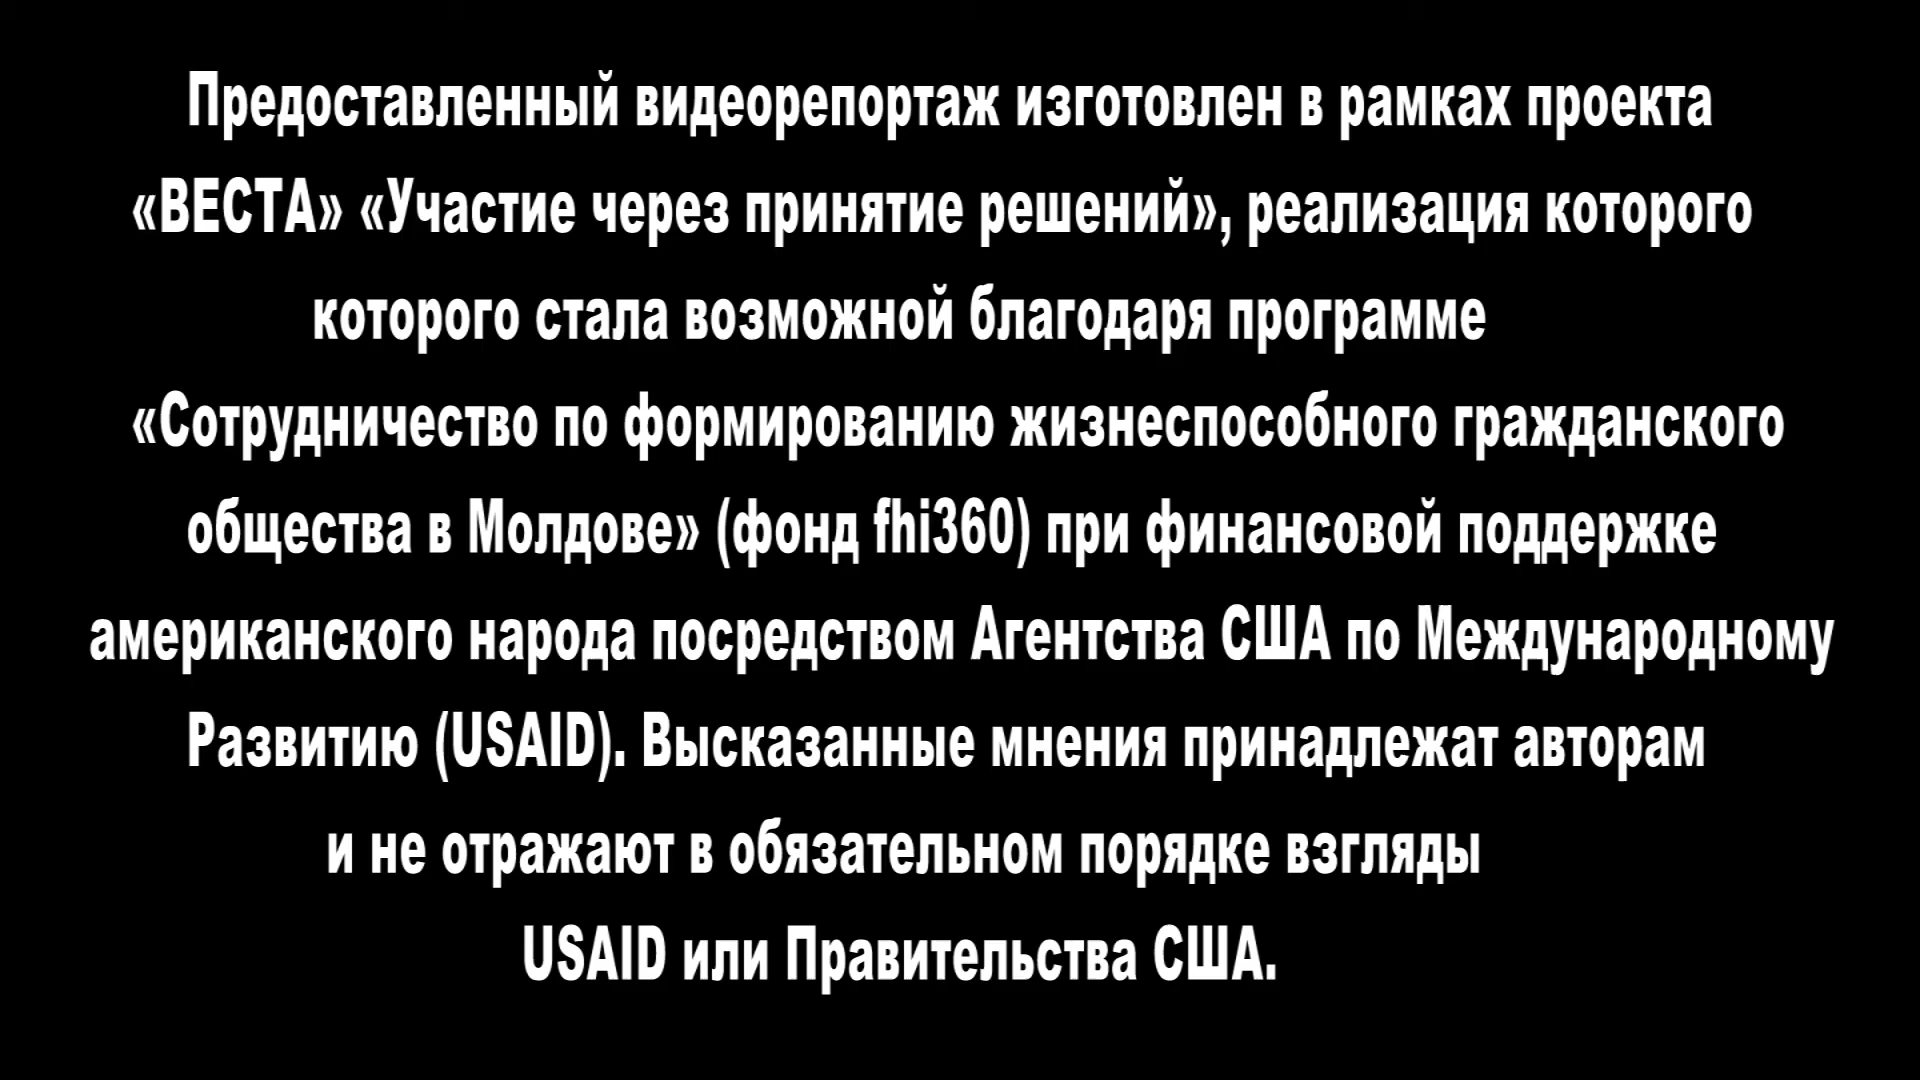 Предоставленный видеорепортаж изготовлен в рамках проекта
«ВЕСТА» «Участие через принятие решений», реализация которого
которого стала возможной благодаря программе
«Сотрудничество по формированию жизнеспособного гражданского
общества в Молдове» (фонд fhi360) при финансовой поддержке
американского народа посредством Агентства США по Международному
Развитию (USAID). Высказанные мнения принадлежат авторам
и не отражают в обязательном порядке взгляды
USAID или Правительства США.